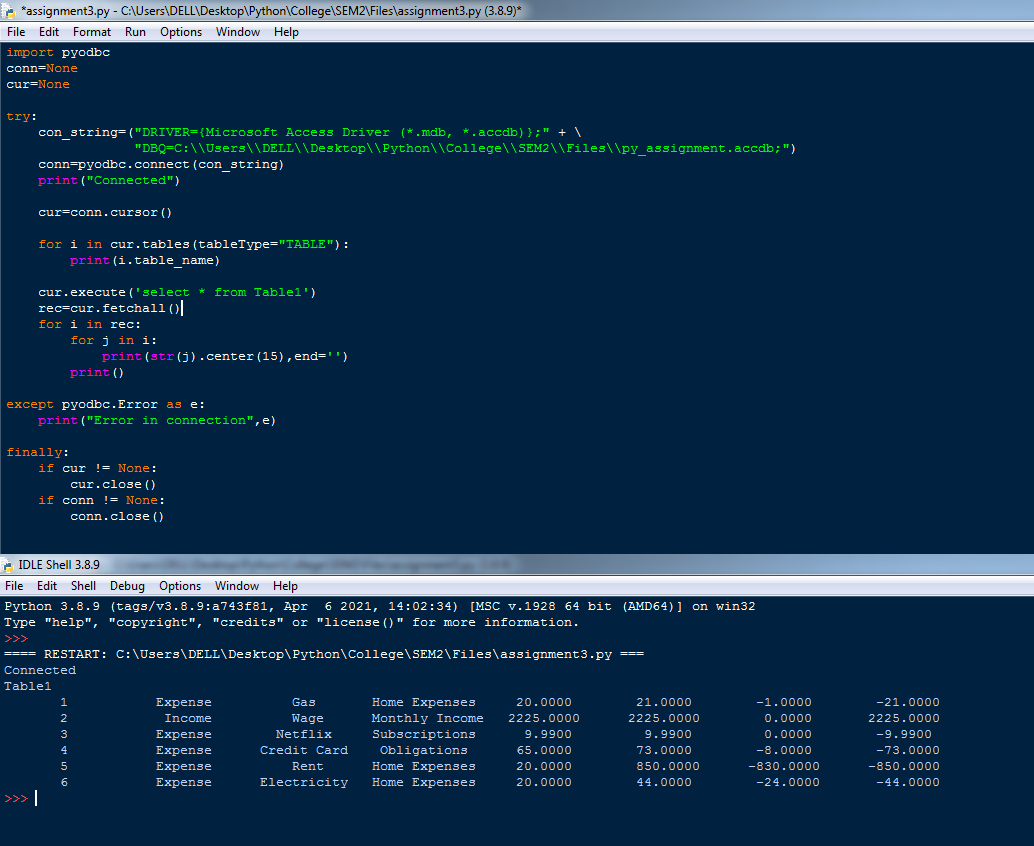 *assignment3.py - C:\Users\DELL\Desktop\Python\College\SEM2\Files\assignment3.py (3.8.9)*
File Edit Format Run Options Window Help
import pyodbc
conn=None
cur=None
try:
    con_string=("DRIVER={Microsoft Access Driver (*.mdb, *.accdb)};" + \
                "DBQ=C:\\Users\\DELL\\Desktop\\Python\\College\\SEM2\\Files\\py_assignment.accdb;")
    conn=pyodbc.connect(con_string)
    print("Connected")
    cur=conn.cursor()
    for i in cur.tables(tableType="TABLE"):
        print(i.table_name)
    cur.execute('select * from Table1')
    rec=cur.fetchall()
    for i in rec:
        for j in i:
            print(str(j).center(15),end='')
        print()
except pyodbc.Error as e:
    print("Error in connection",e)
finally:
    if cur != None:
        cur.close()
    if conn != None:
        conn.close()
IDLE Shell 3.8.9
File Edit Shell Debug Options Window Help
Python 3.8.9 (tags/v3.8.9:a743f81, Apr  6 2021, 14:02:34) [MSC v.1928 64 bit (AMD64)] on win32
Type "help", "copyright", "credits" or "license()" for more information.
>>>
==== RESTART: C:\Users\DELL\Desktop\Python\College\SEM2\Files\assignment3.py ===
Connected
Table1
1 Expense Gas Home Expenses 20.0000 21.0000 -1.0000 -21.0000
2 Income Wage Monthly Income 2225.0000 2225.0000 0.0000 2225.0000
3 Expense Netflix Subscriptions 9.9900 9.9900 0.0000 -9.9900
4 Expense Credit Card Obligations 65.0000 73.0000 -8.0000 -73.0000
5 Expense Rent Home Expenses 20.0000 850.0000 -830.0000 -850.0000
6 Expense Electricity Home Expenses 20.0000 44.0000 -24.0000 -44.0000
>>>